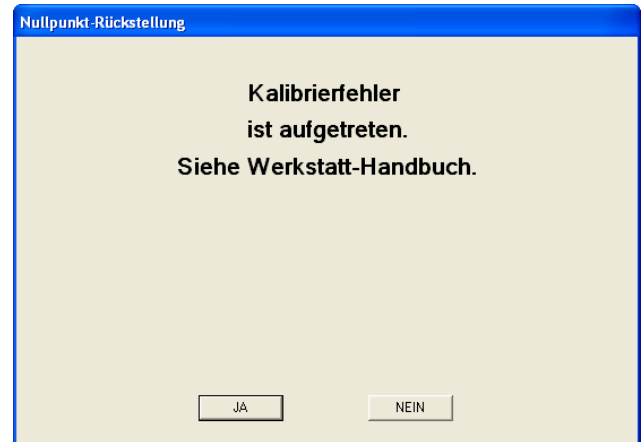 Nullpunkt-Rückstellung
Kalibrierfehler
ist aufgetreten.
Siehe Werkstatt-Handbuch.
JA
NEIN